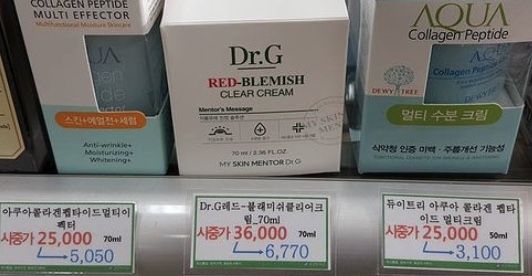 COLLAGEN PEPTIDE
MULTI EFFECTOR
Multifunctional Moisture Skincare
스킨+에멀전+세럼
Anti-wrinkle+
Moisturizing+
Whitening+
Dr.G
RED-BLEMISH
CLEAR CREAM
Mentor's Message
70 ml / 2.36 FL.OZ.
MY SKIN MENTOR Dr.G
AQUA
Collagen Peptide
DEWYTREE
멀티 수분 크림
식약청 인증 미백·주름개선 기능성
아쿠아콜라겐펩타이드멀티이
펙터
시중가 25,000 70ml
5,050
Dr.G레드-블래미쉬클리어크
림_70ml
시중가 36,000 70ml
6,770
듀이트리 아쿠아 콜라겐 펩타
이드 멀티크림
시중가 25,000 50ml
3,100